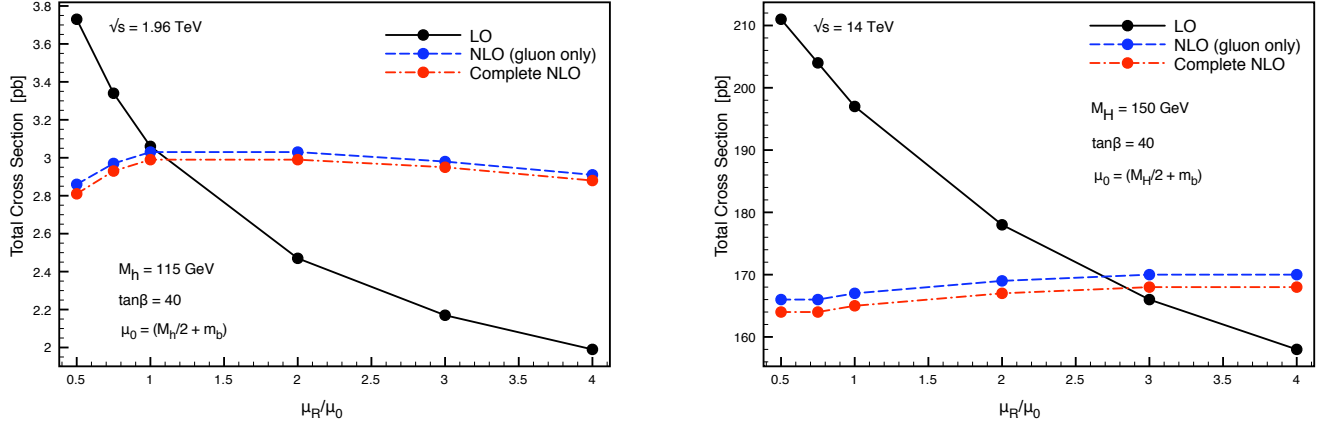 3.8
3.6
3.4
3.2
3
2.8
2.6
2.4
2.2
2
Total Cross Section [pb]
√s = 1.96 TeV
LO
NLO (gluon only)
Complete NLO
M_h = 115 GeV
tanβ = 40
μ_0 = (M_h/2 + m_b)
0.5 1 1.5 2 2.5 3 3.5 4
μ_R/μ_0
210
200
190
180
170
160
Total Cross Section [pb]
√s = 14 TeV
LO
NLO (gluon only)
Complete NLO
M_H = 150 GeV
tanβ = 40
μ_0 = (M_H/2 + m_b)
0.5 1 1.5 2 2.5 3 3.5 4
μ_R/μ_0